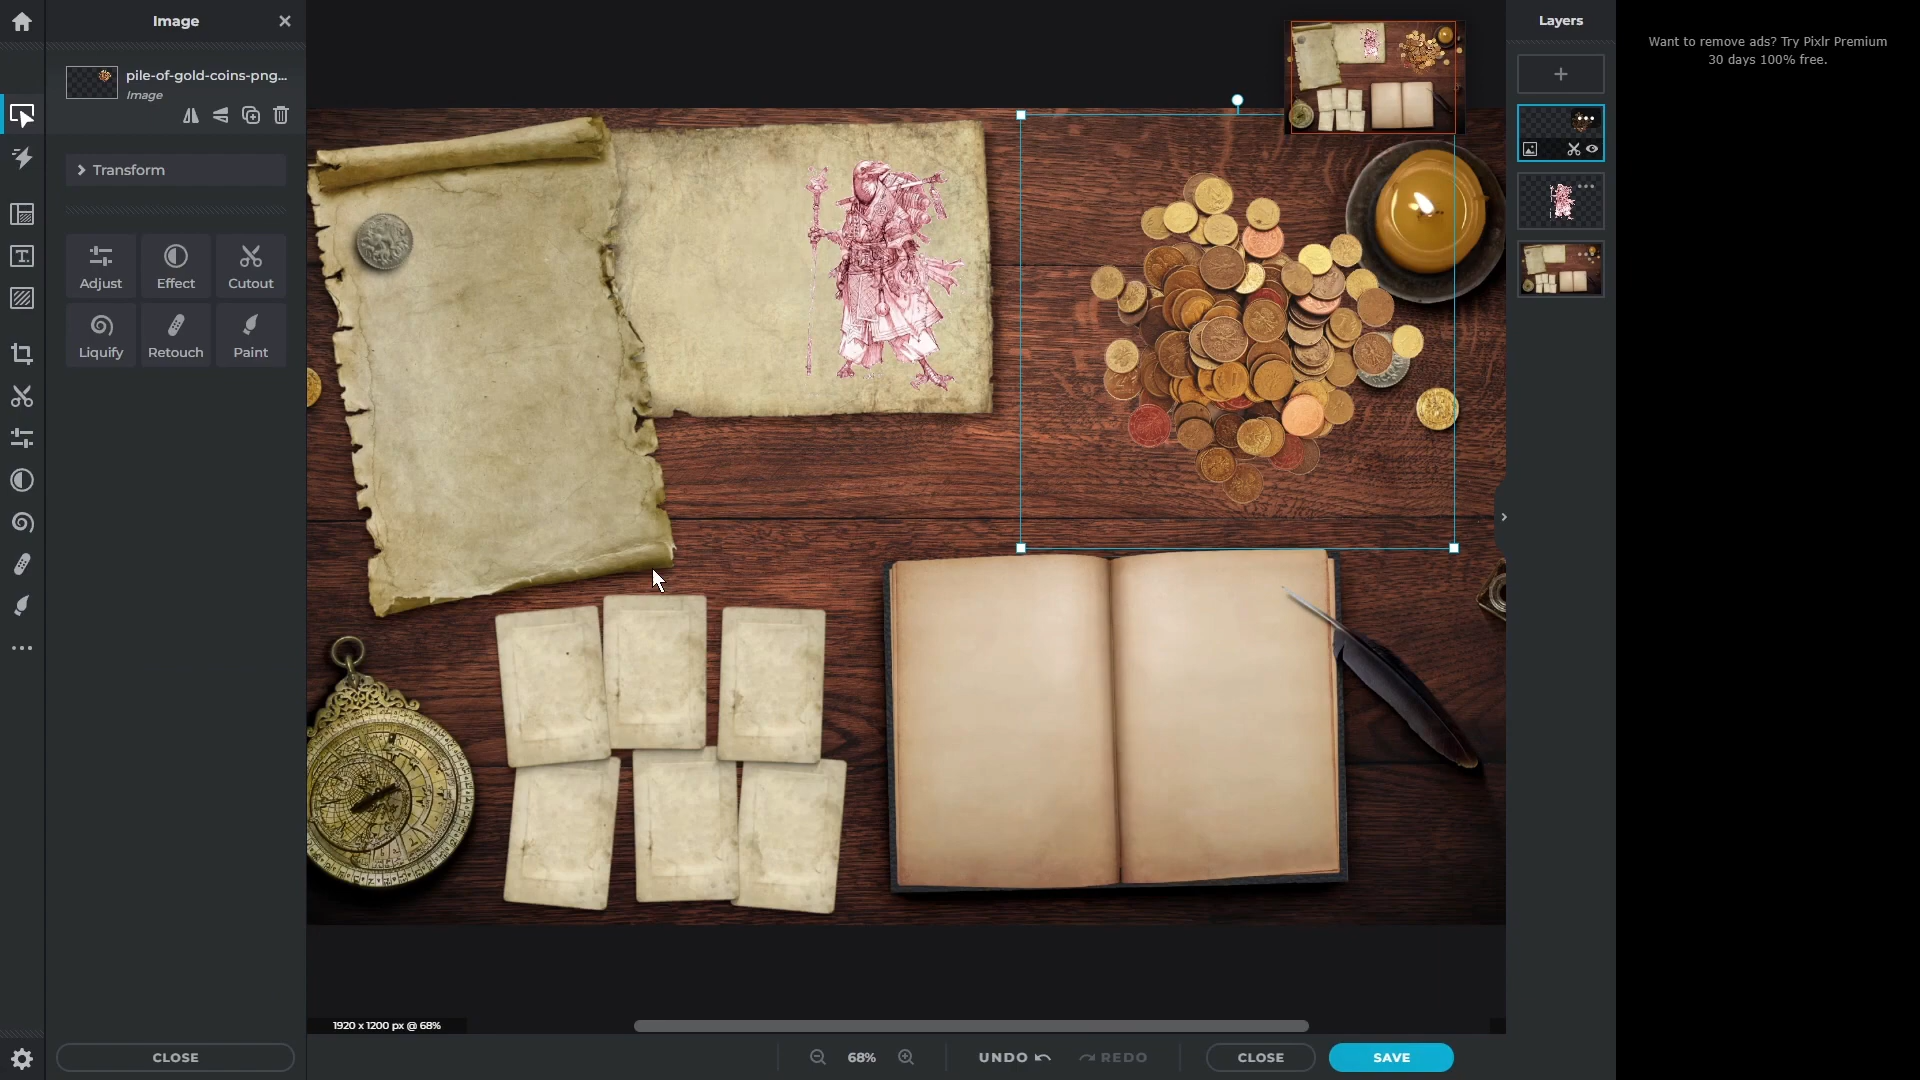 Image
pile-of-gold-coins-png...
Image
Transform
Adjust
Effect
Cutout
Liquify
Retouch
Paint
CLOSE
1920 x 1200 px @ 68%
68%
UNDO
REDO
CLOSE
SAVE
Layers
Want to remove ads? Try Pixlr Premium
30 days 100% free.